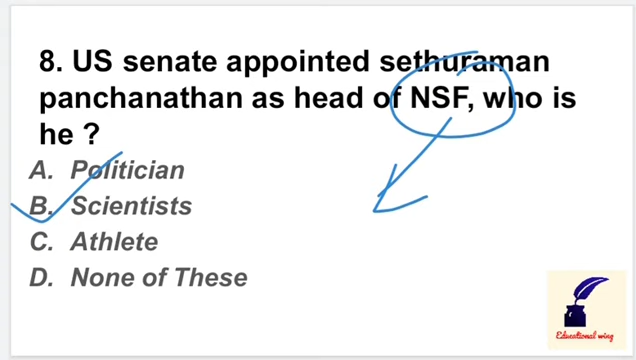 8. US senate appointed sethuraman
panchanathan as head of NSF, who is
he ?
A. Politician
B. Scientists
C. Athlete
D. None of These
Educational wing